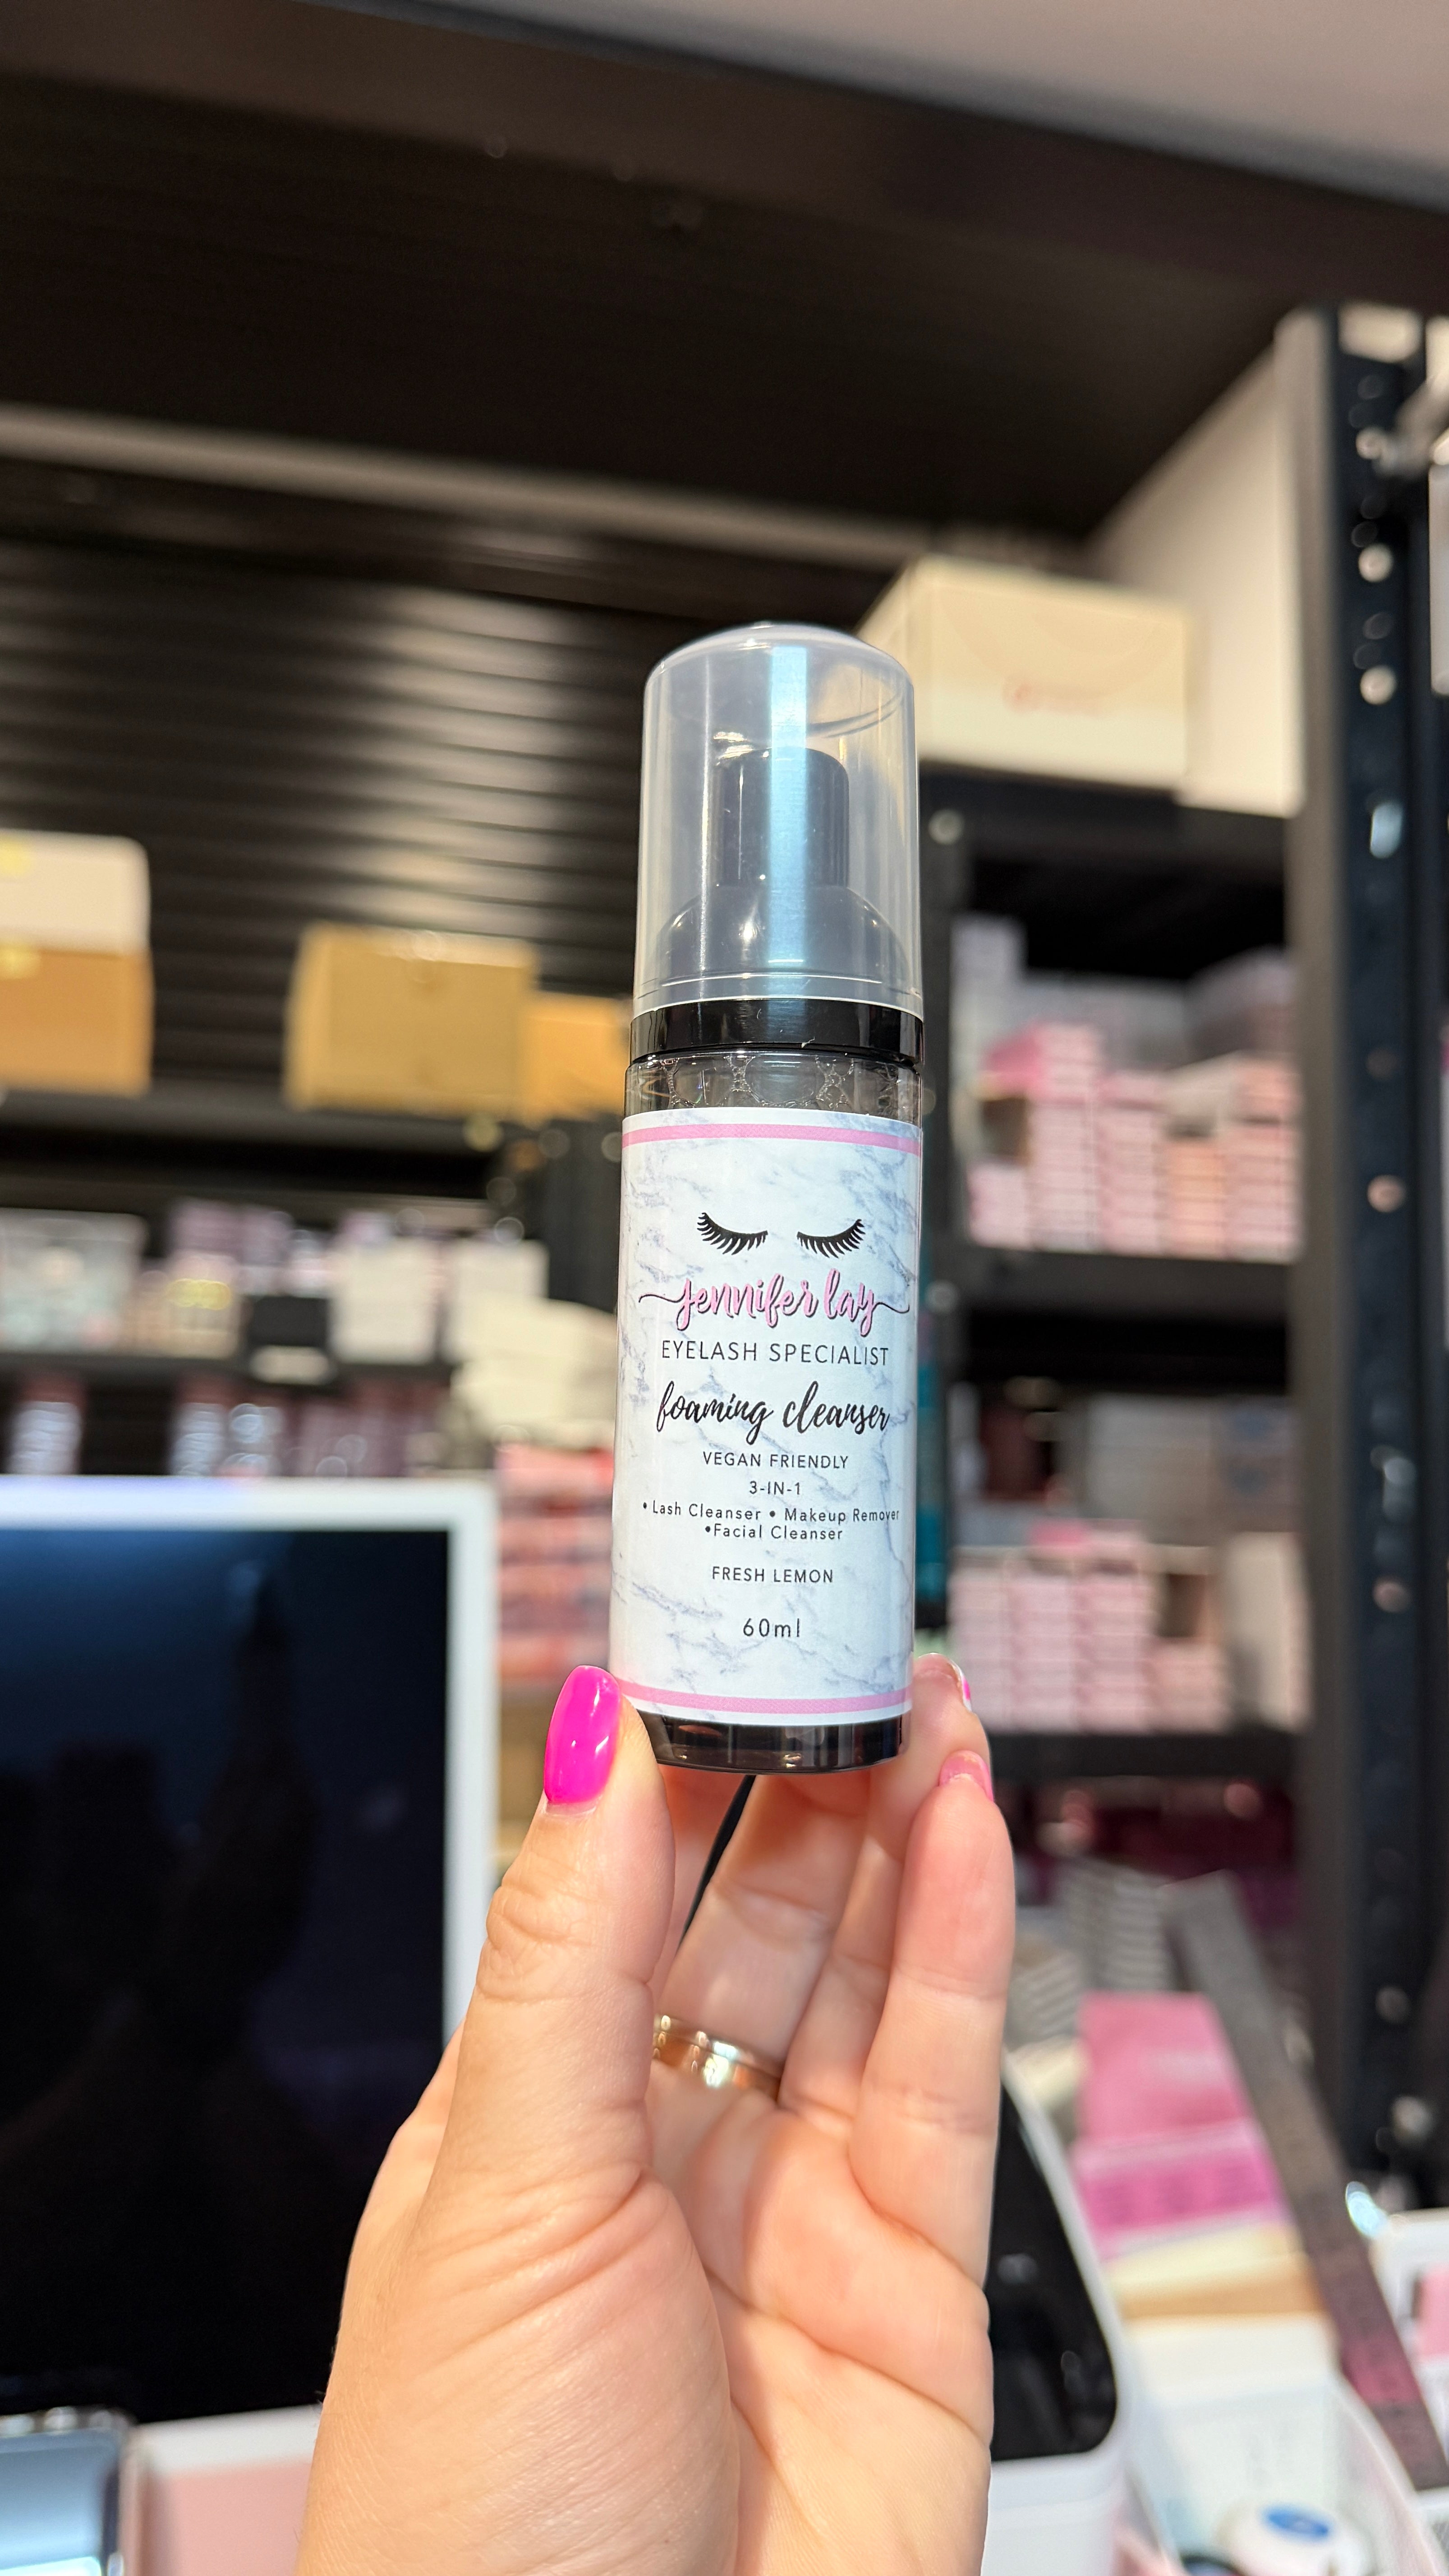 jennifer lay
EYELASH SPECIALIST
foaming cleanser
VEGAN FRIENDLY
3-IN-1
• Lash Cleanser • Makeup Remover
•Facial Cleanser
FRESH LEMON
60ml